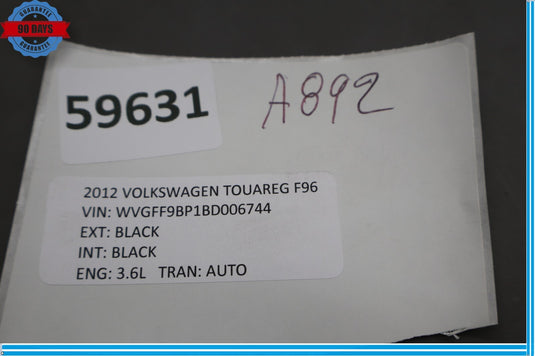 GUARANTEE
90 DAYS
GUARANTEE
59631
A892
2012 VOLKSWAGEN TOUAREG F96
VIN: WVGFF9BP1BD006744
EXT: BLACK
INT: BLACK
ENG: 3.6L TRAN: AUTO